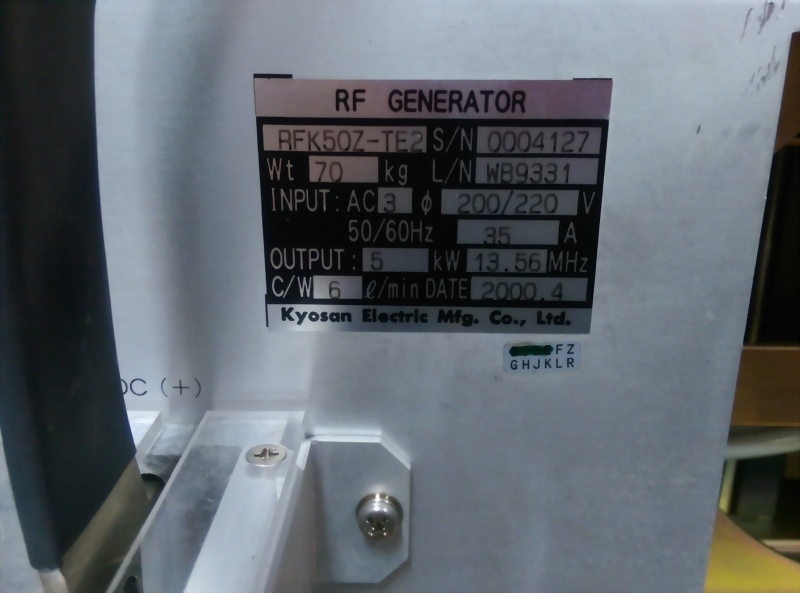 RF GENERATOR
RFK50Z-TE2 S/N 0004127
Wt 70 kg L/N WB9331
INPUT: AC 3 φ 200/220 V
50/60Hz 35 A
OUTPUT: 5 kW 13.56 MHz
C/W 6 ℓ/min DATE 2000.4
Kyosan Electric Mfg. Co., Ltd.
FZ
GHJKLR
DC (+)